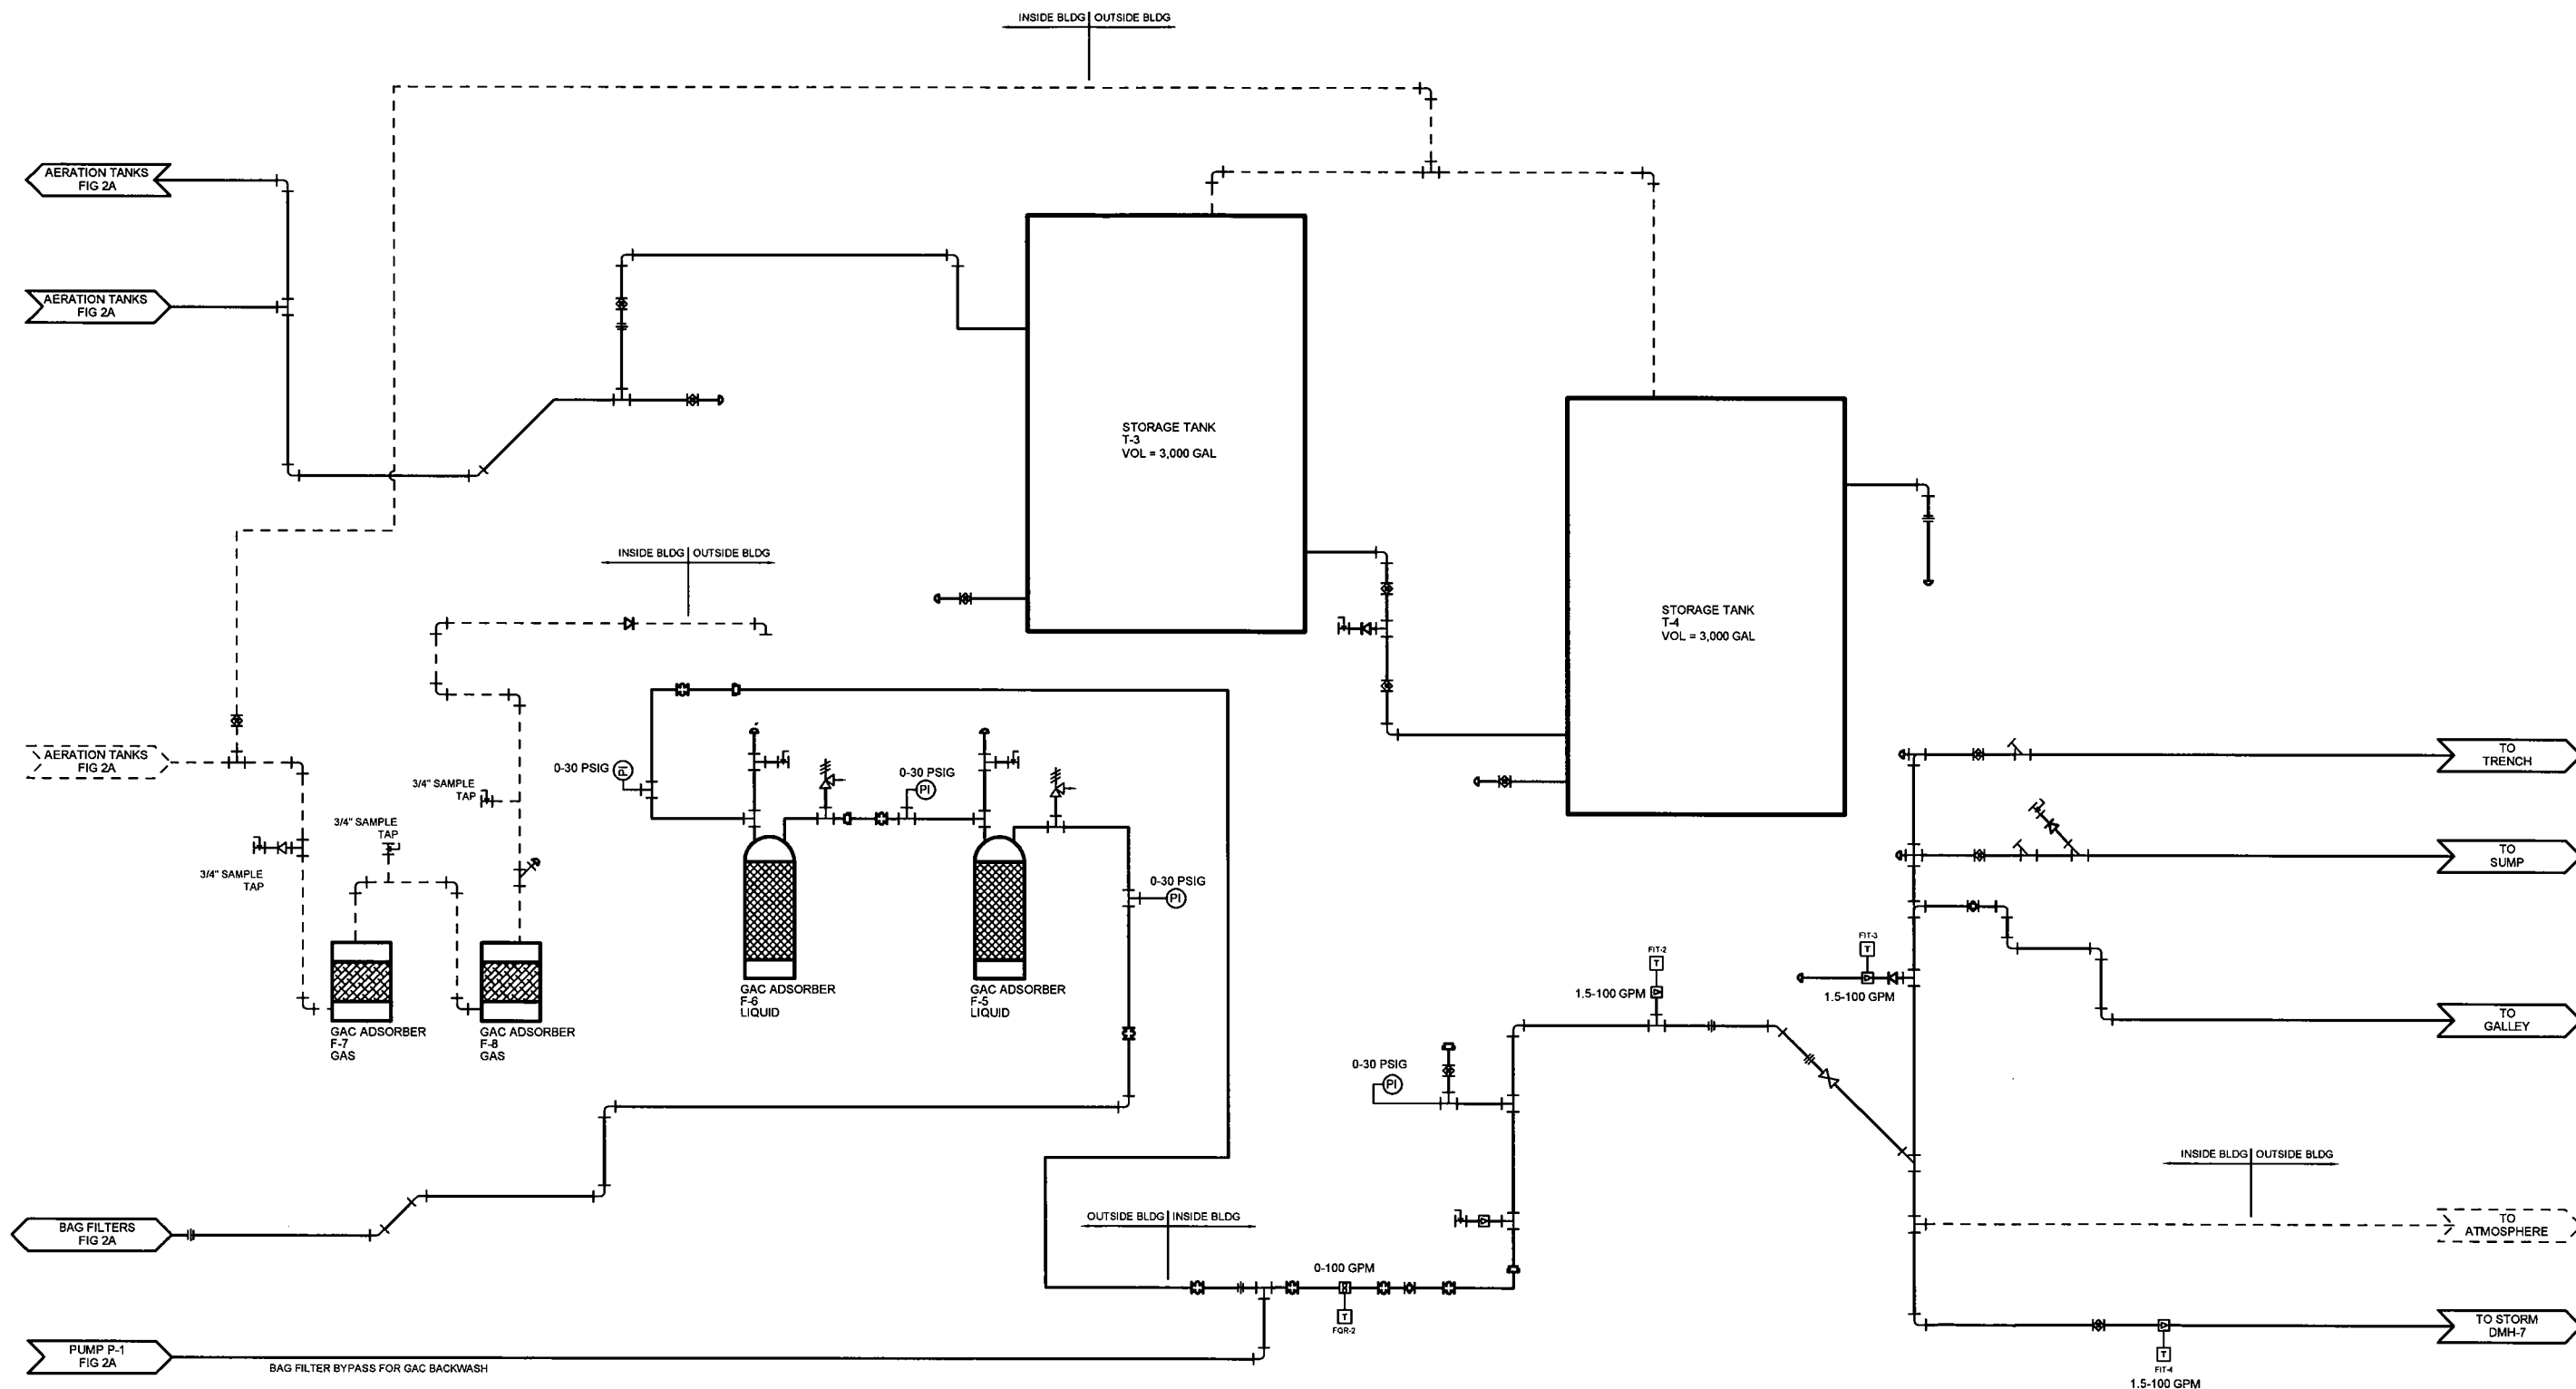 INSIDE BLDG OUTSIDE BLDG
AERATION TANKS
FIG 2A
AERATION TANKS
FIG 2A
STORAGE TANK
T-3
VOL = 3,000 GAL
INSIDE BLDG OUTSIDE BLDG
STORAGE TANK
T-4
VOL = 3,000 GAL
AERATION TANKS
FIG 2A
3/4" SAMPLE
TAP
3/4" SAMPLE
TAP
3/4" SAMPLE
TAP
0-30 PSIG
PI
0-30 PSIG
PI
0-30 PSIG
PI
GAC ADSORBER
F-7
GAS
GAC ADSORBER
F-8
GAS
GAC ADSORBER
F-6
LIQUID
GAC ADSORBER
F-5
LIQUID
TO
TRENCH
TO
SUMP
FIT-2
T
1.5-100 GPM
FIT-3
T
1.5-100 GPM
TO
GALLEY
0-30 PSIG
PI
INSIDE BLDG OUTSIDE BLDG
TO
ATMOSPHERE
BAG FILTERS
FIG 2A
OUTSIDE BLDG INSIDE BLDG
0-100 GPM
T
FQR-2
PUMP P-1
FIG 2A
BAG FILTER BYPASS FOR GAC BACKWASH
TO STORM
DMH-7
T
FIT-4
1.5-100 GPM